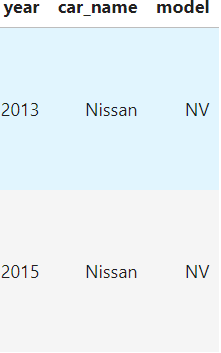 year car_name model
2013 Nissan NV
2015 Nissan NV